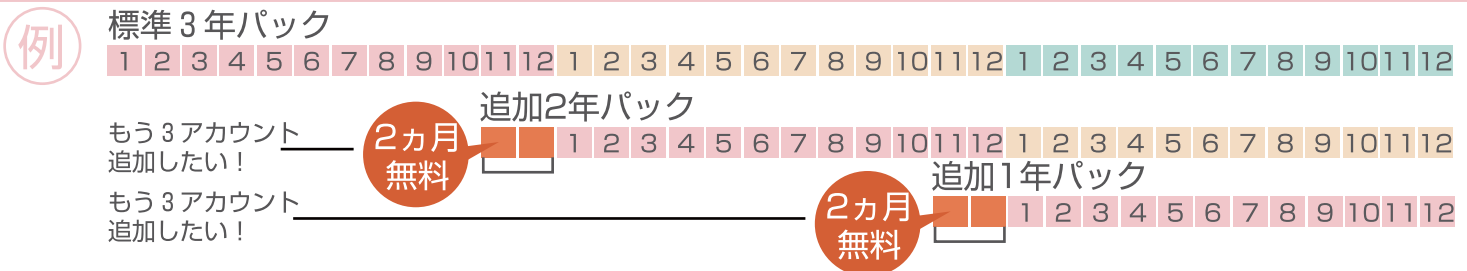 例
標準3年パック
1 2 3 4 5 6 7 8 9 10 11 12 1 2 3 4 5 6 7 8 9 10 11 12 1 2 3 4 5 6 7 8 9 10 11 12
追加2年パック
もう3アカウント
追加したい！
2ヵ月
無料
1 2 3 4 5 6 7 8 9 10 11 12 1 2 3 4 5 6 7 8 9 10 11 12
追加1年パック
もう3アカウント
追加したい！
2ヵ月
無料
1 2 3 4 5 6 7 8 9 10 11 12